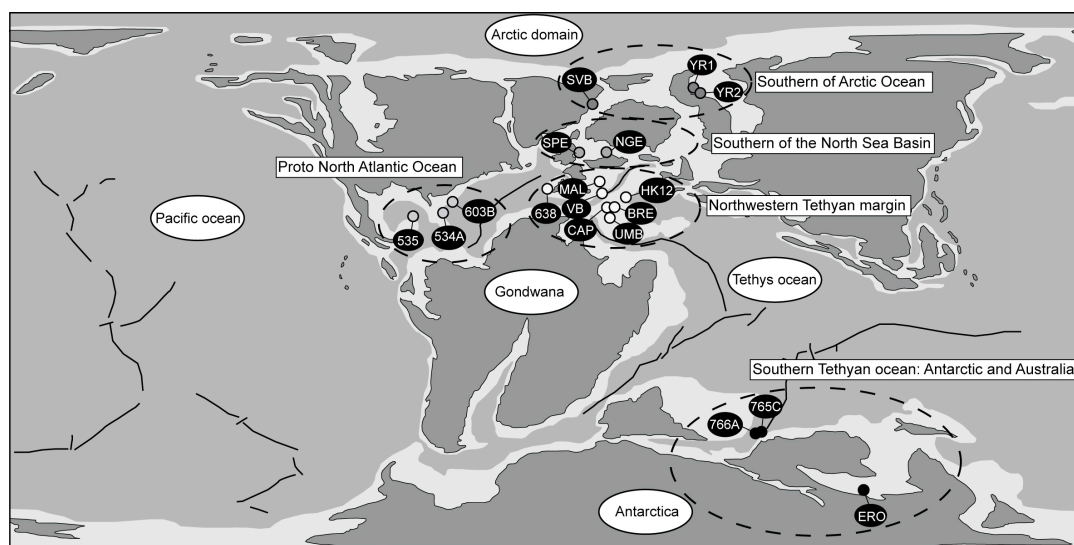 Arctic domain
YR1
SVB
Southern of Arctic Ocean
YR2
SPE
NGE
Southern of the North Sea Basin
Proto North Atlantic Ocean
MAL
HK12
Northwestern Tethyan margin
603B
638
VB
BRE
Pacific ocean
535
534A
CAP
UMB
Tethys ocean
Gondwana
Southern Tethyan ocean: Antarctic and Australia
765C
766A
Antarctica
ERO